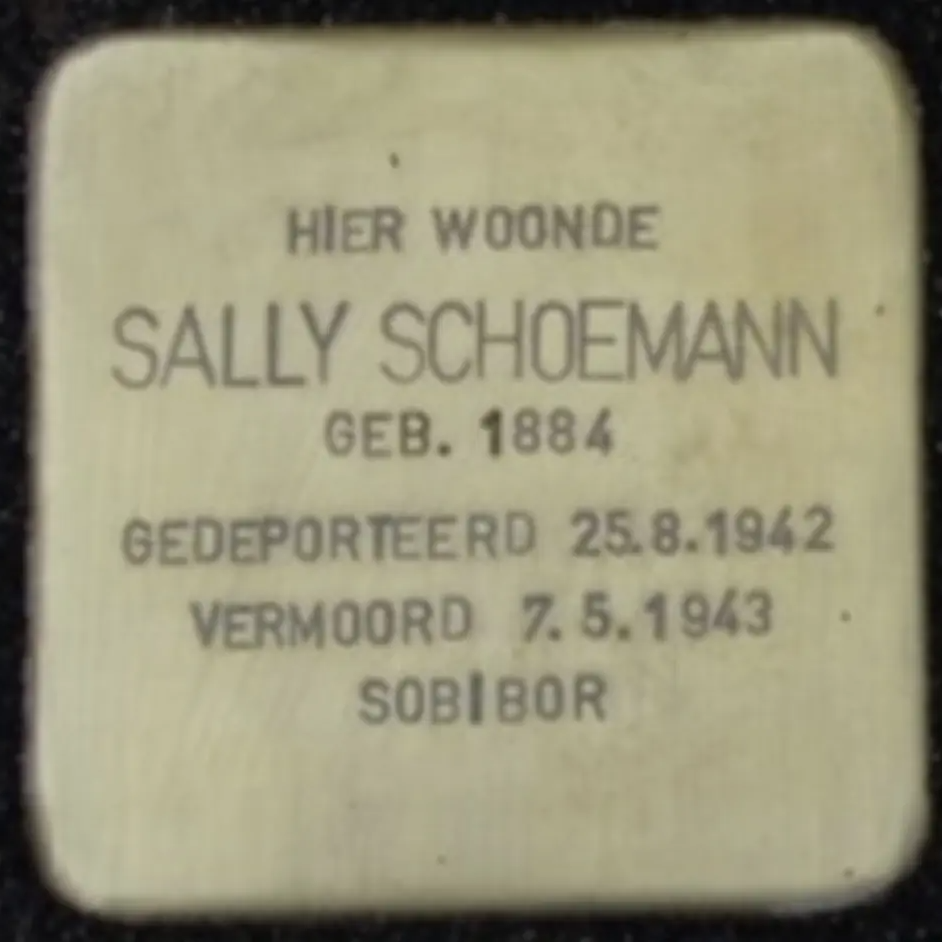 HIER WOONDE
SALLY SCHOEMANN
GEB. 1884
GEDEPORTEERD 25.8.1942
VERMOORD 7.5.1943
SOBIBOR